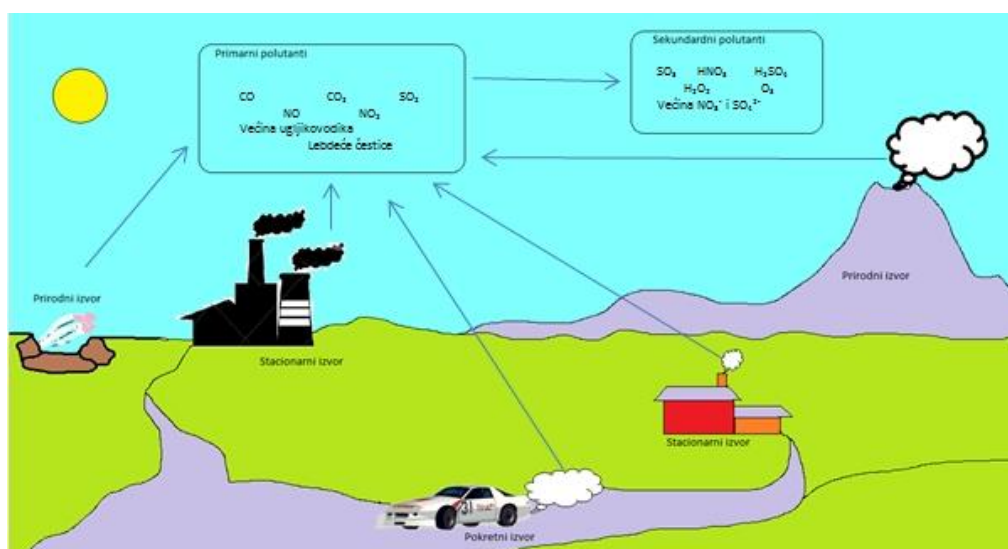 Primarni polutanti
CO CO₂ SO₂
NO NO₂
Većina ugljikovodika
Lebdeće čestice
Sekundardni polutanti
SO₃ HNO₃ H₂SO₄
H₂O₂ O₃
Većina NO₃⁻ i SO₄²⁻
Prirodni izvor
Prirodni izvor
Stacionarni izvor
Stacionarni izvor
31
Pokretni izvor